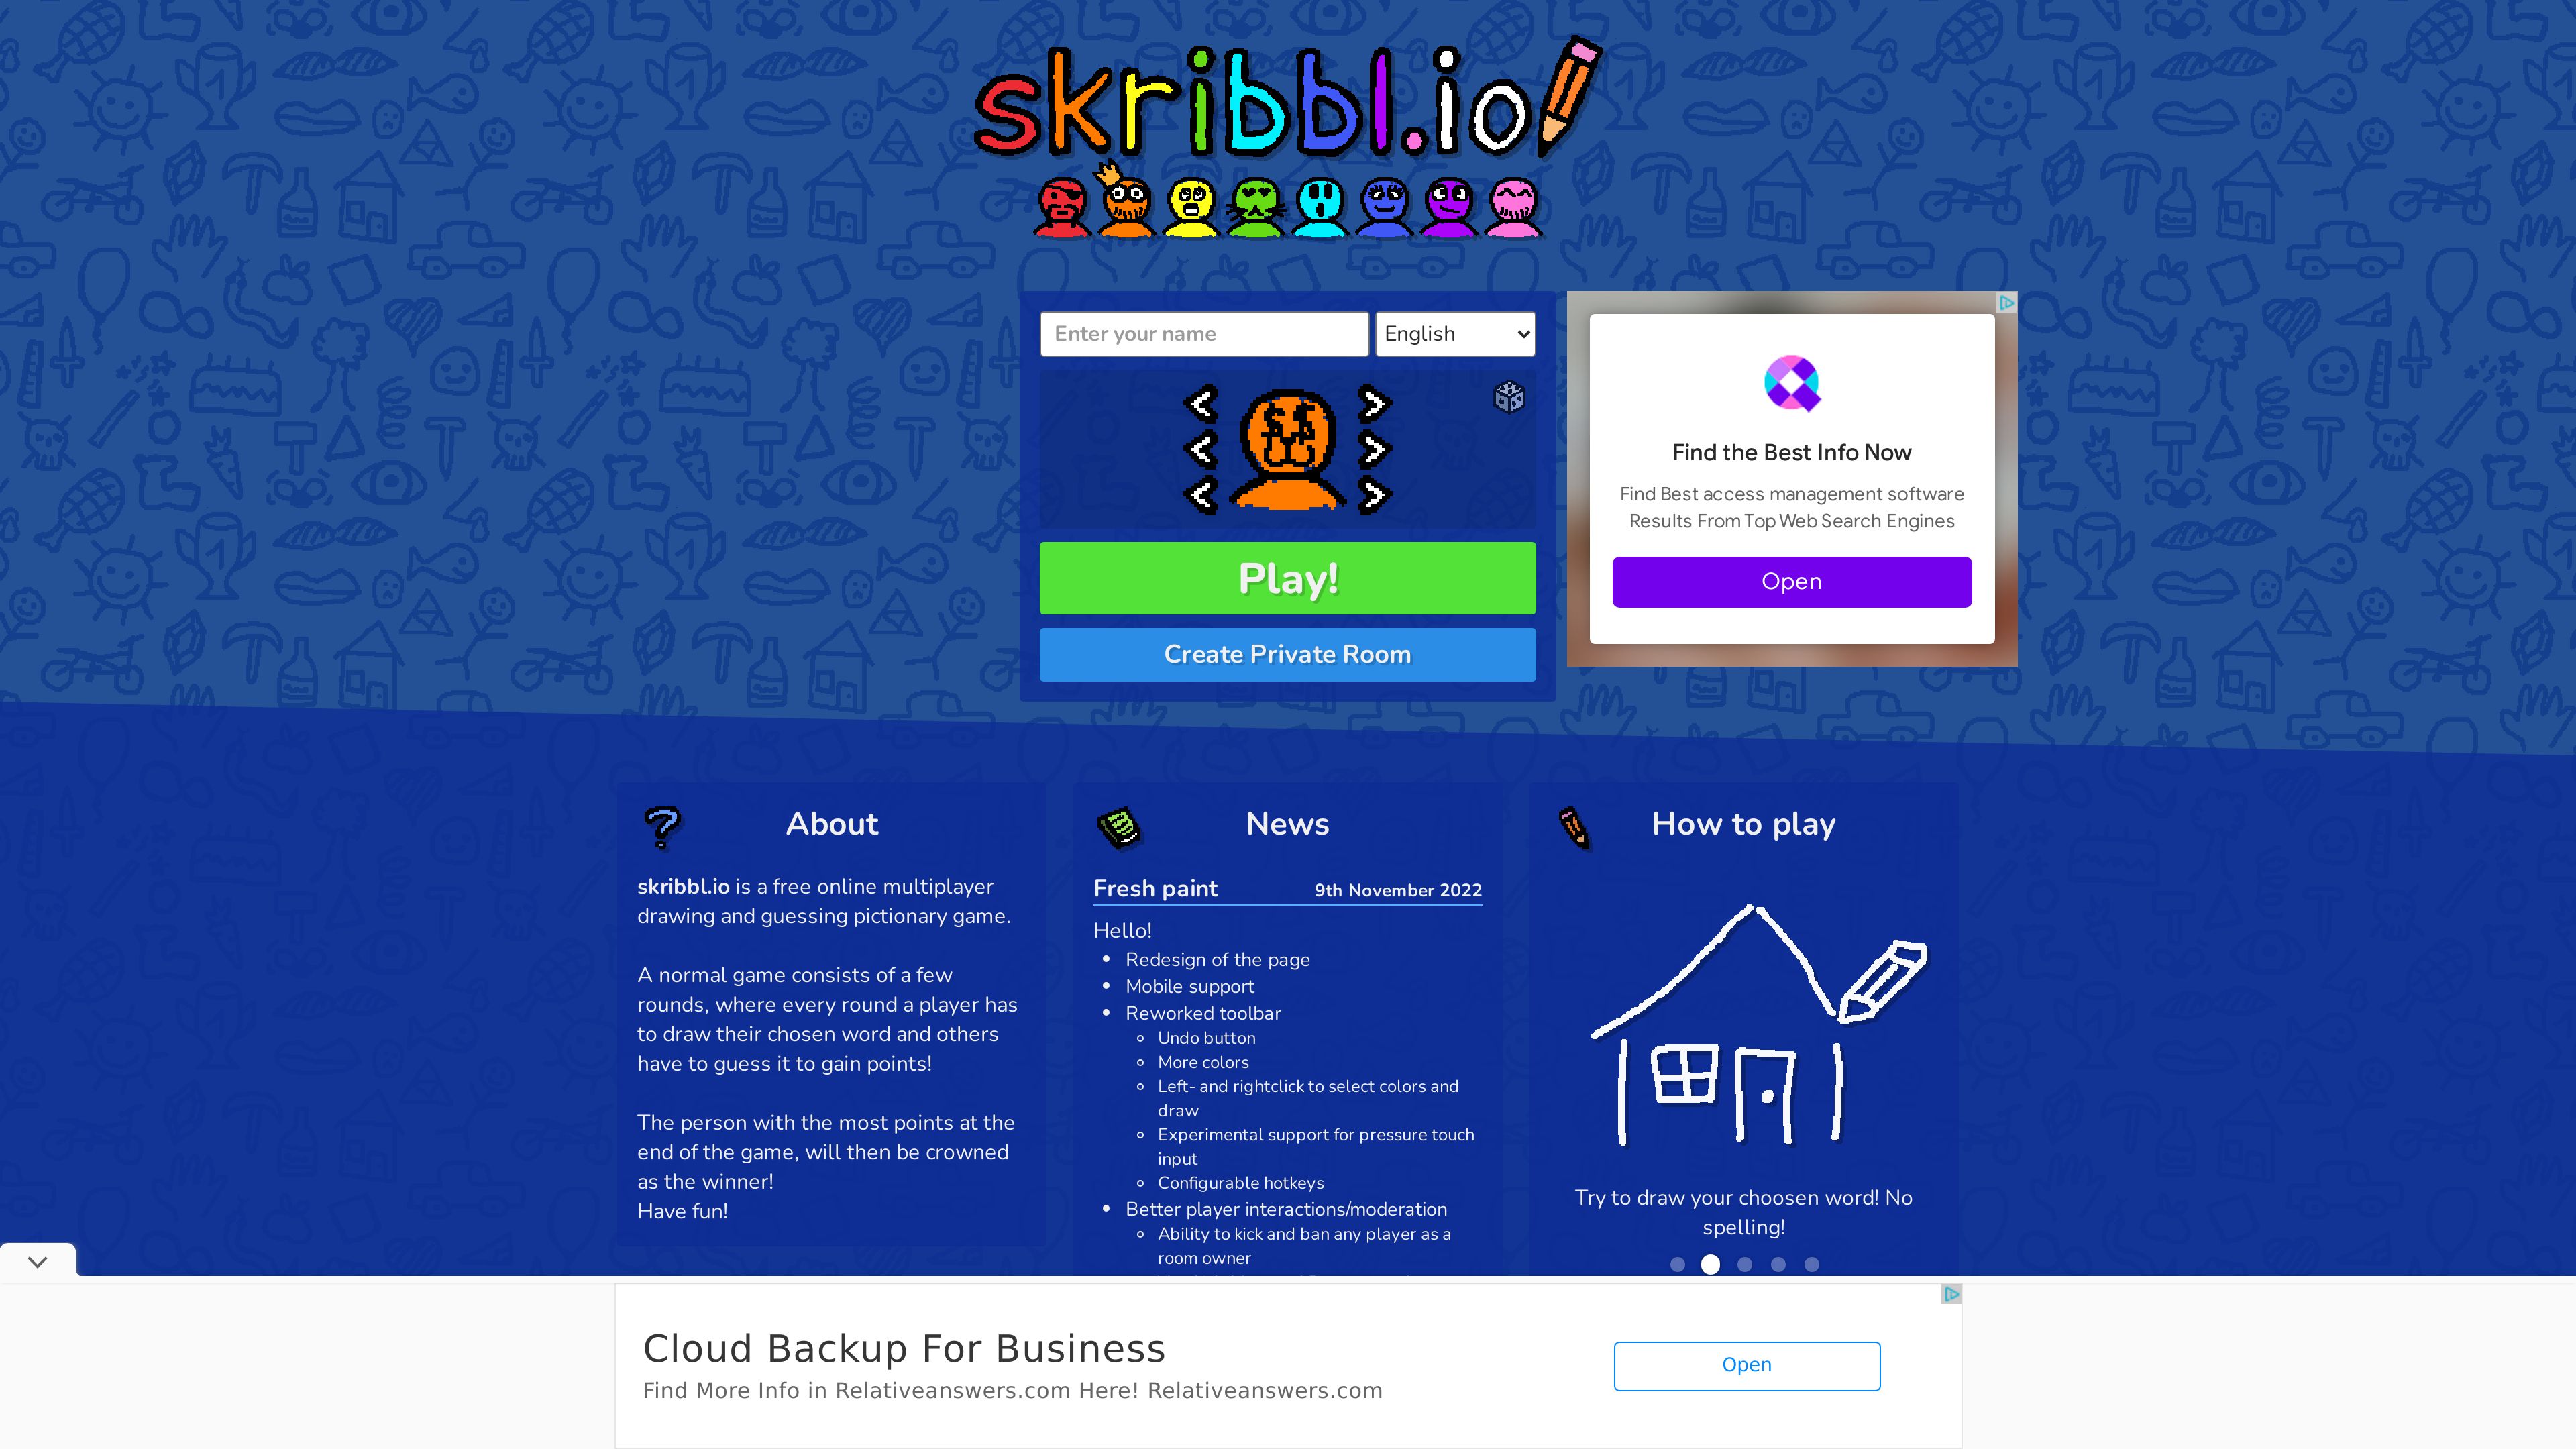 skribbl.io
Enter your name
English
Play!
Create Private Room
Find the Best Info Now
Find Best access management software
Results From Top Web Search Engines
Open
About
skribbl.io is a free online multiplayer
drawing and guessing pictionary game.
A normal game consists of a few
rounds, where every round a player has
to draw their chosen word and others
have to guess it to gain points!
The person with the most points at the
end of the game, will then be crowned
as the winner!
Have fun!
News
Fresh paint 9th November 2022
Hello!
Redesign of the page
Mobile support
Reworked toolbar
Undo button
More colors
Left- and rightclick to select colors and
draw
Experimental support for pressure touch
input
Configurable hotkeys
Better player interactions/moderation
Ability to kick and ban any player as a
room owner
How to play
Try to draw your choosen word! No
spelling!
Cloud Backup For Business
Find More Info in Relativeanswers.com Here! Relativeanswers.com
Open